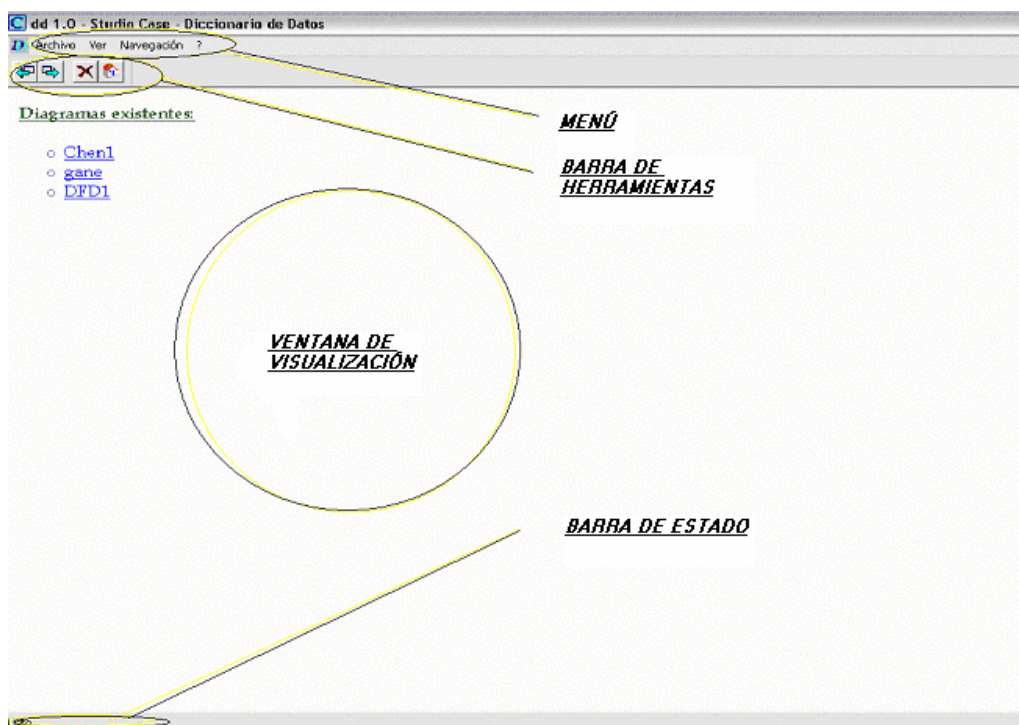 dd 1.0 - Studio Case - Diccionario de Datos
Archivo Ver Navegación ?
Diagramas existentes:
Chen1
gane
DFD1
MENÚ
BARRA DE
HERRAMIENTAS
VENTANA DE
VISUALIZACIÓN
BARRA DE ESTADO